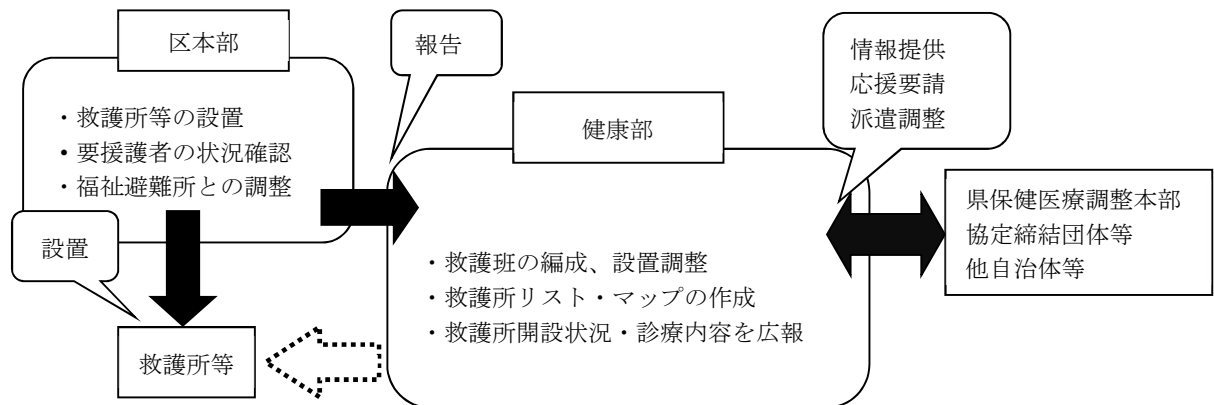 区本部
・救護所等の設置
・要援護者の状況確認
・福祉避難所との調整
設置
救護所等
報告
健康部
・救護班の編成、設置調整
・救護所リスト・マップの作成
・救護所開設状況・診療内容を広報
情報提供
応援要請
派遣調整
県保健医療調整本部
協定締結団体等
他自治体等